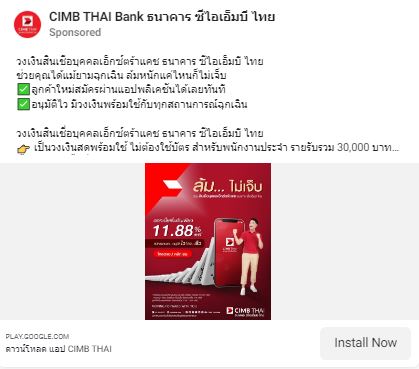 CIMB THAI Bank ธนาคาร ซีไอเอ็มบี ไทย
Sponsored
วงเงินสินเชื่อบุคคลเอ็กซ์ตร้าแคช ธนาคาร ซีไอเอ็มบี ไทย
ช่วยคุณได้แม้ยามฉุกเฉิน ล้มหนักแค่ไหนก็ไม่เจ็บ
✅ลูกค้าใหม่สมัครผ่านแอปพลิเคชันได้เลยทันที
✅อนุมัติไว มีวงเงินพร้อมใช้กับทุกสถานการณ์ฉุกเฉิน
วงเงินสินเชื่อบุคคลเอ็กซ์ตร้าแคช ธนาคาร ซีไอเอ็มบี ไทย
👉 เป็นวงเงินสดพร้อมใช้ ไม่ต้องใช้บัตร สำหรับพนักงานประจำ รายรับรวม 30,000 บาท...
ล้ม... ไม่เจ็บ
11.88%
CIMB THAI
PLAY.GOOGLE.COM
ดาวน์โหลด แอป CIMB THAI
Install Now